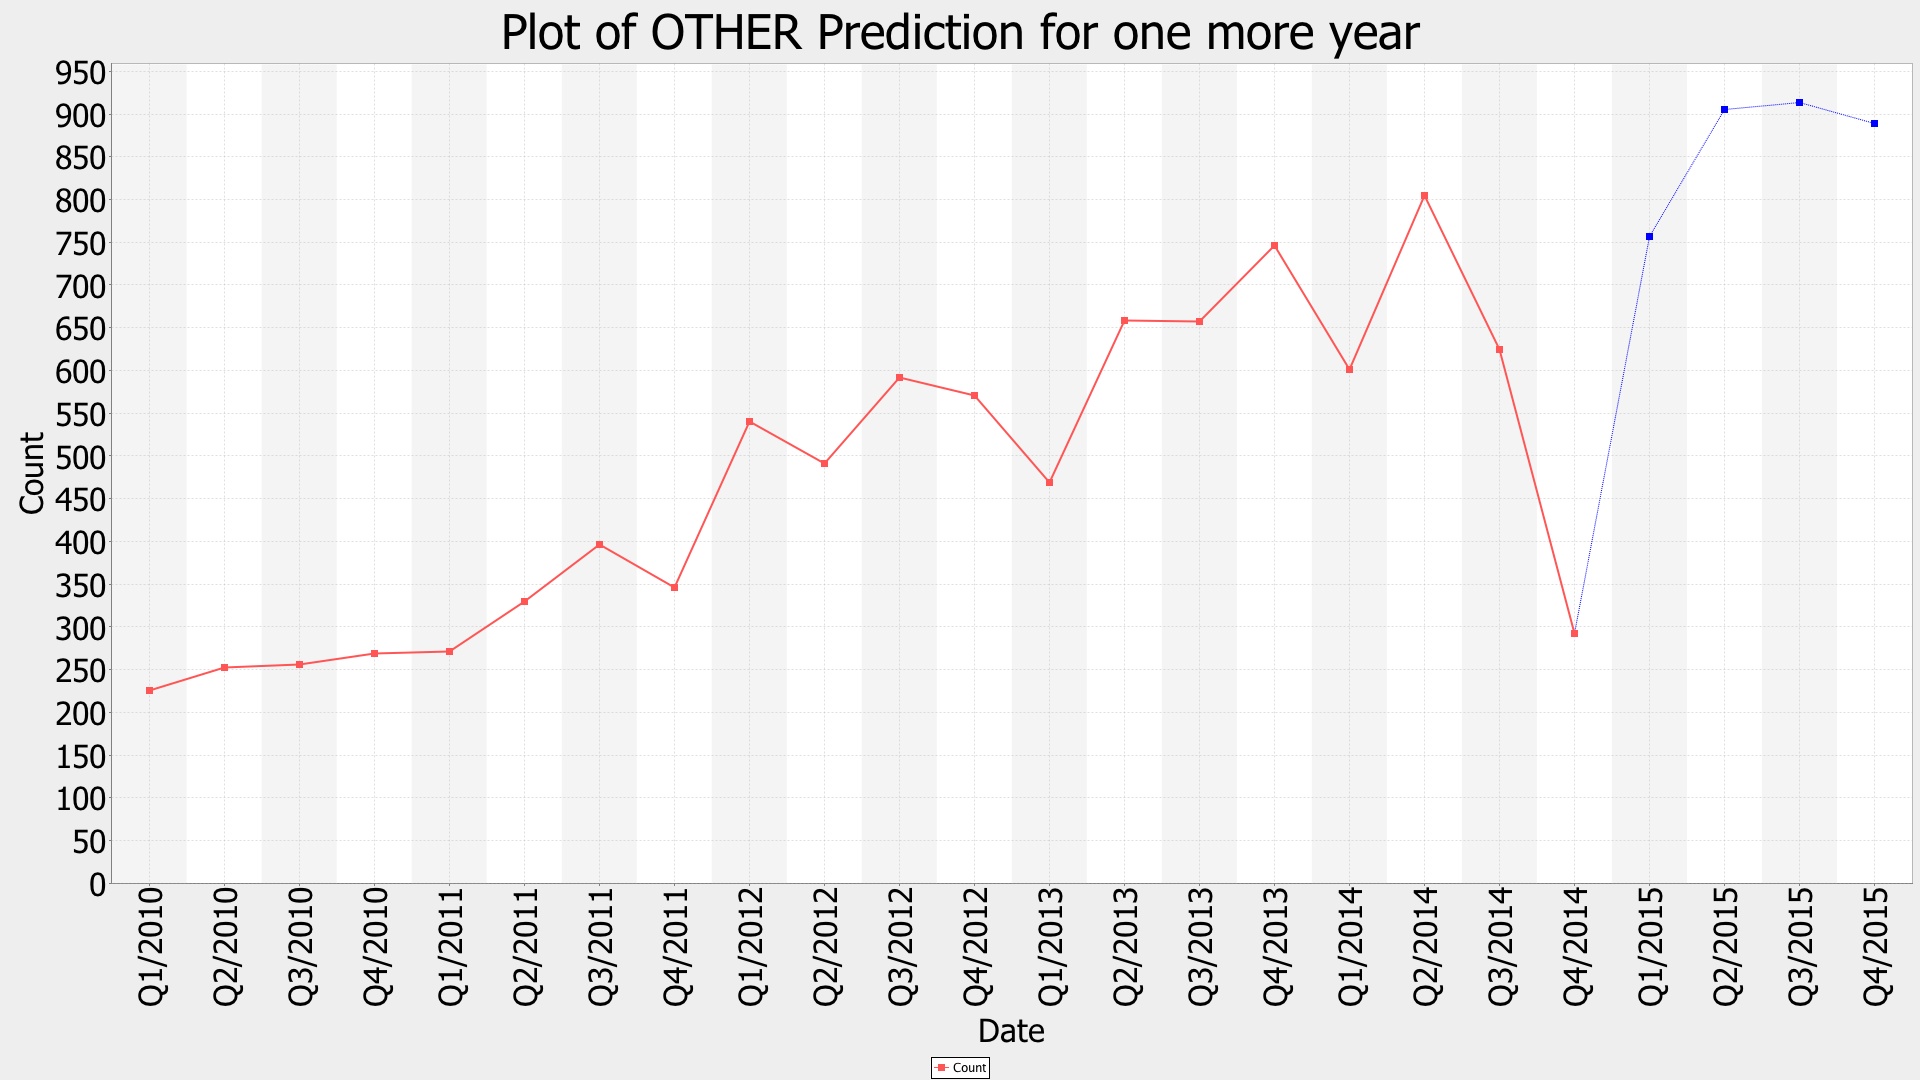 Plot of OTHER Prediction for one more year
950
900
850
800
750
700
650
600
550
500
450
400
350
300
250
200
150
100
50
0
Count
Q1/2010
Q2/2010
Q3/2010
Q4/2010
Q1/2011
Q2/2011
Q3/2011
Q4/2011
Q1/2012
Q2/2012
Q3/2012
Q4/2012
Q1/2013
Q2/2013
Q3/2013
Q4/2013
Q1/2014
Q2/2014
Q3/2014
Q4/2014
Q1/2015
Q2/2015
Q3/2015
Q4/2015
Date
Count